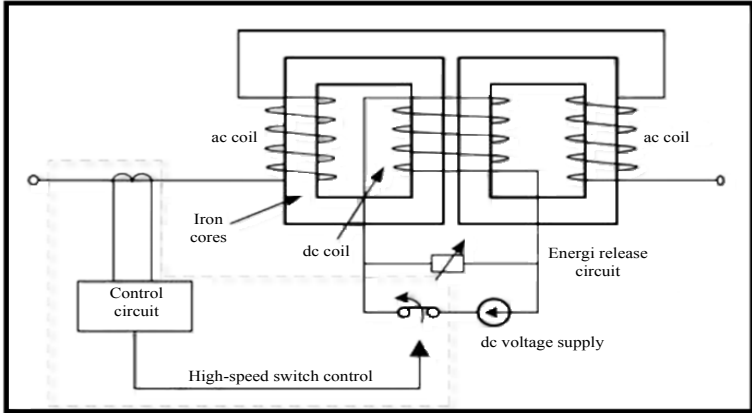 ac coil
ac coil
Iron
cores
dc coil
Energi release
circuit
Control
circuit
dc voltage supply
High-speed switch control